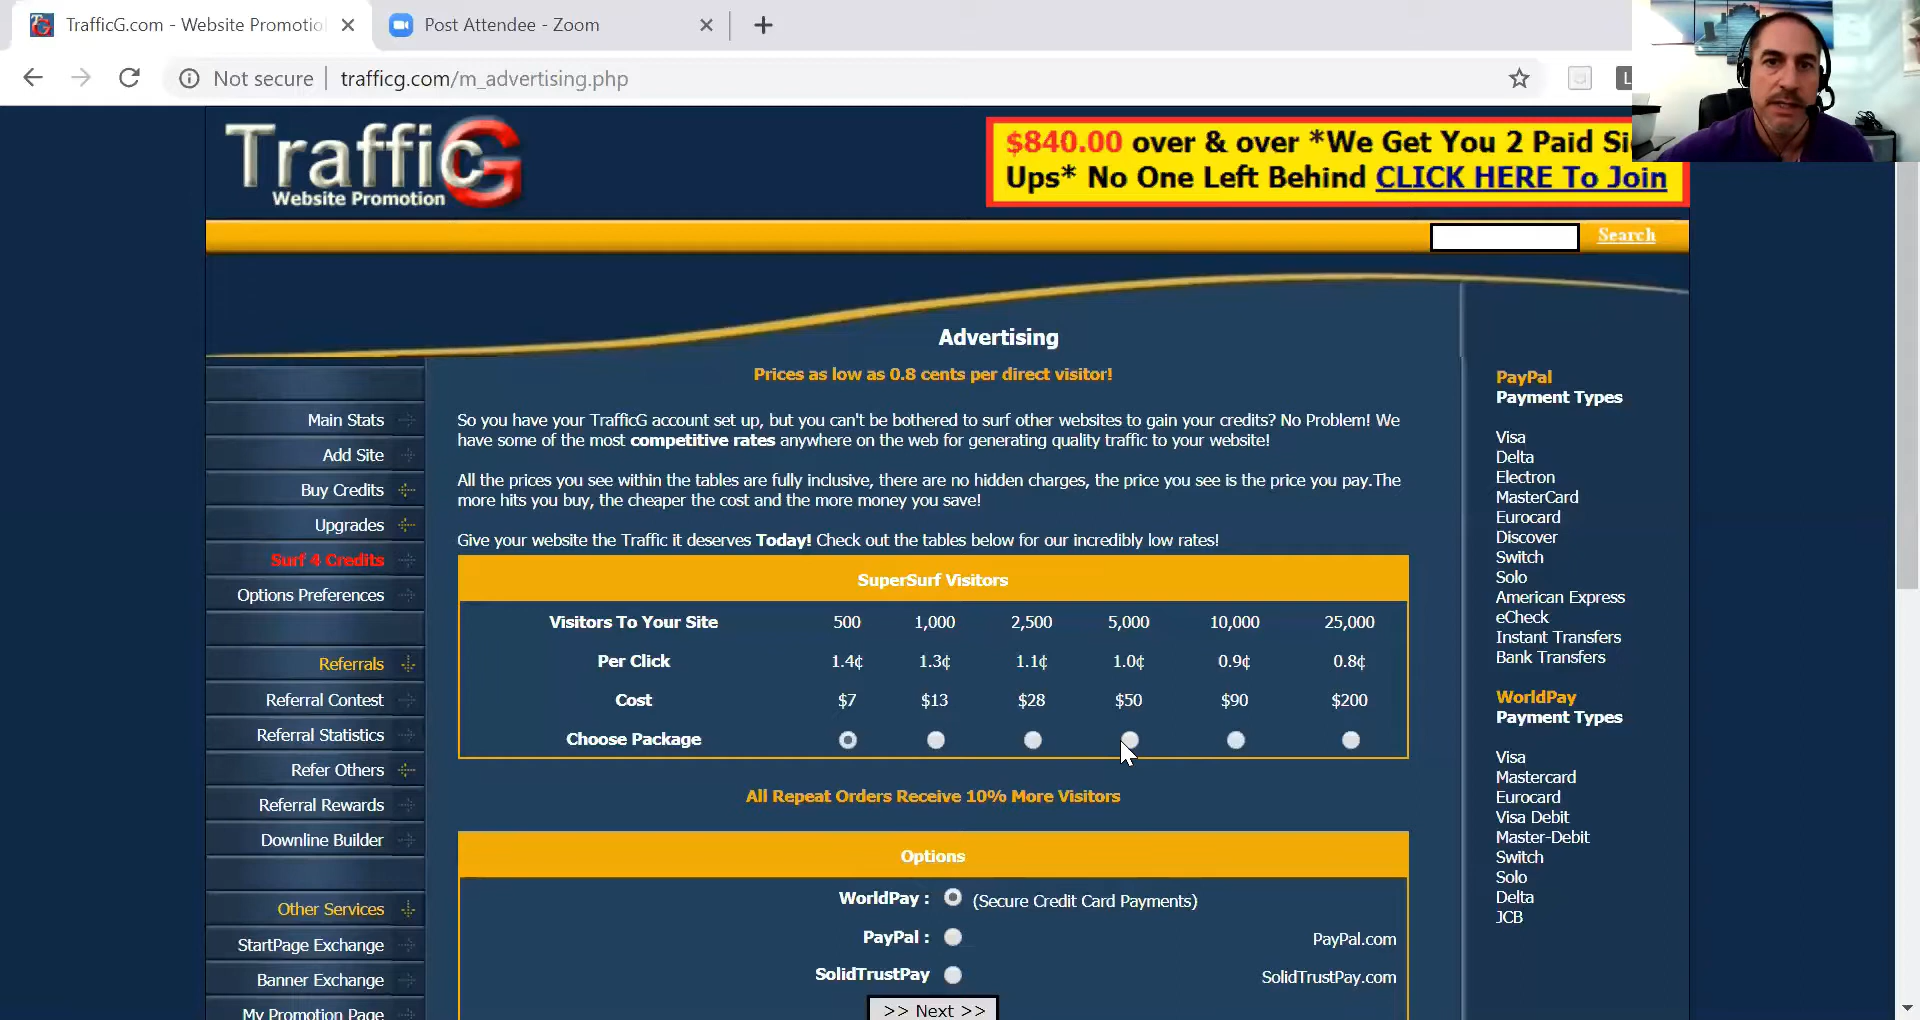 TrafficG.com - Website Promotio
Post Attendee - Zoom
Not secure
trafficg.com/m_advertising.php
L
TrafficG
Website Promotion
$840.00 over & over *We Get You 2 Paid Si
Ups* No One Left Behind CLICK HERE To Join
Search
Advertising
Prices as low as 0.8 cents per direct visitor!
So you have your TrafficG account set up, but you can't be bothered to surf other websites to gain your credits? No Problem! We
have some of the most competitive rates anywhere on the web for generating quality traffic to your website!
All the prices you see within the tables are fully inclusive, there are no hidden charges, the price you see is the price you pay.The
more hits you buy, the cheaper the cost and the more money you save!
Give your website the Traffic it deserves Today! Check out the tables below for our incredibly low rates!
Main Stats
Add Site
Buy Credits
Upgrades
Surf 4 Credits
Options Preferences
Referrals
Referral Contest
Referral Statistics
Refer Others
Referral Rewards
Downline Builder
Other Services
StartPage Exchange
Banner Exchange
My Promotion Page
SuperSurf Visitors
Visitors To Your Site 500 1,000 2,500 5,000 10,000 25,000
Per Click 1.4¢ 1.3¢ 1.1¢ 1.0¢ 0.9¢ 0.8¢
Cost $7 $13 $28 $50 $90 $200
Choose Package
All Repeat Orders Receive 10% More Visitors
Options
WorldPay : (Secure Credit Card Payments)
PayPal : PayPal.com
SolidTrustPay SolidTrustPay.com
>> Next >>
PayPal
Payment Types
Visa
Delta
Electron
MasterCard
Eurocard
Discover
Switch
Solo
American Express
eCheck
Instant Transfers
Bank Transfers
WorldPay
Payment Types
Visa
Mastercard
Eurocard
Visa Debit
Master-Debit
Switch
Solo
Delta
JCB